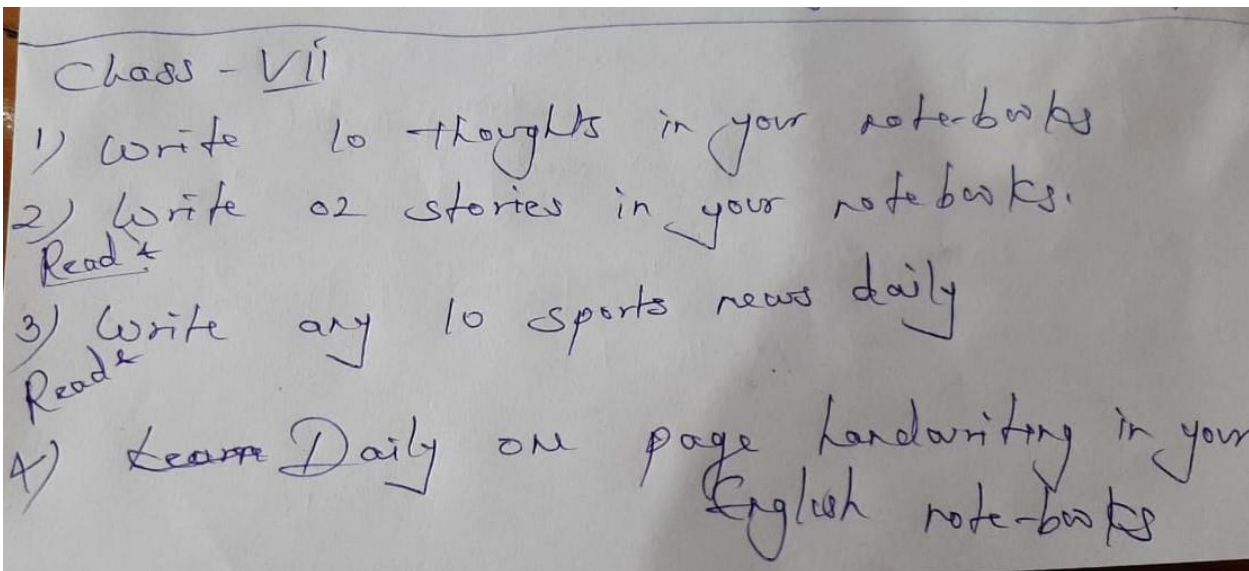 Class - VII
1) Write 10 thoughts in your note-books
2) Write 02 stories in your notebooks.
Read &
3) Write any 10 sports news daily
Read &
4) Learn Daily one page handwriting in your
English note-books